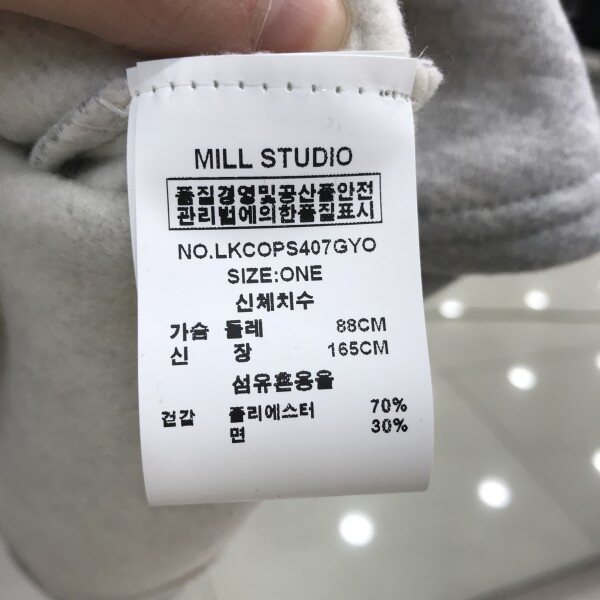 MILL STUDIO
품질경영및공산품안전
관리법에의한품질표시
NO.LKCOPS407GYO
SIZE:ONE
신체치수
가슴 둘레 88CM
신 장 165CM
섬유혼용율
겉감 폴리에스터 70%
면 30%